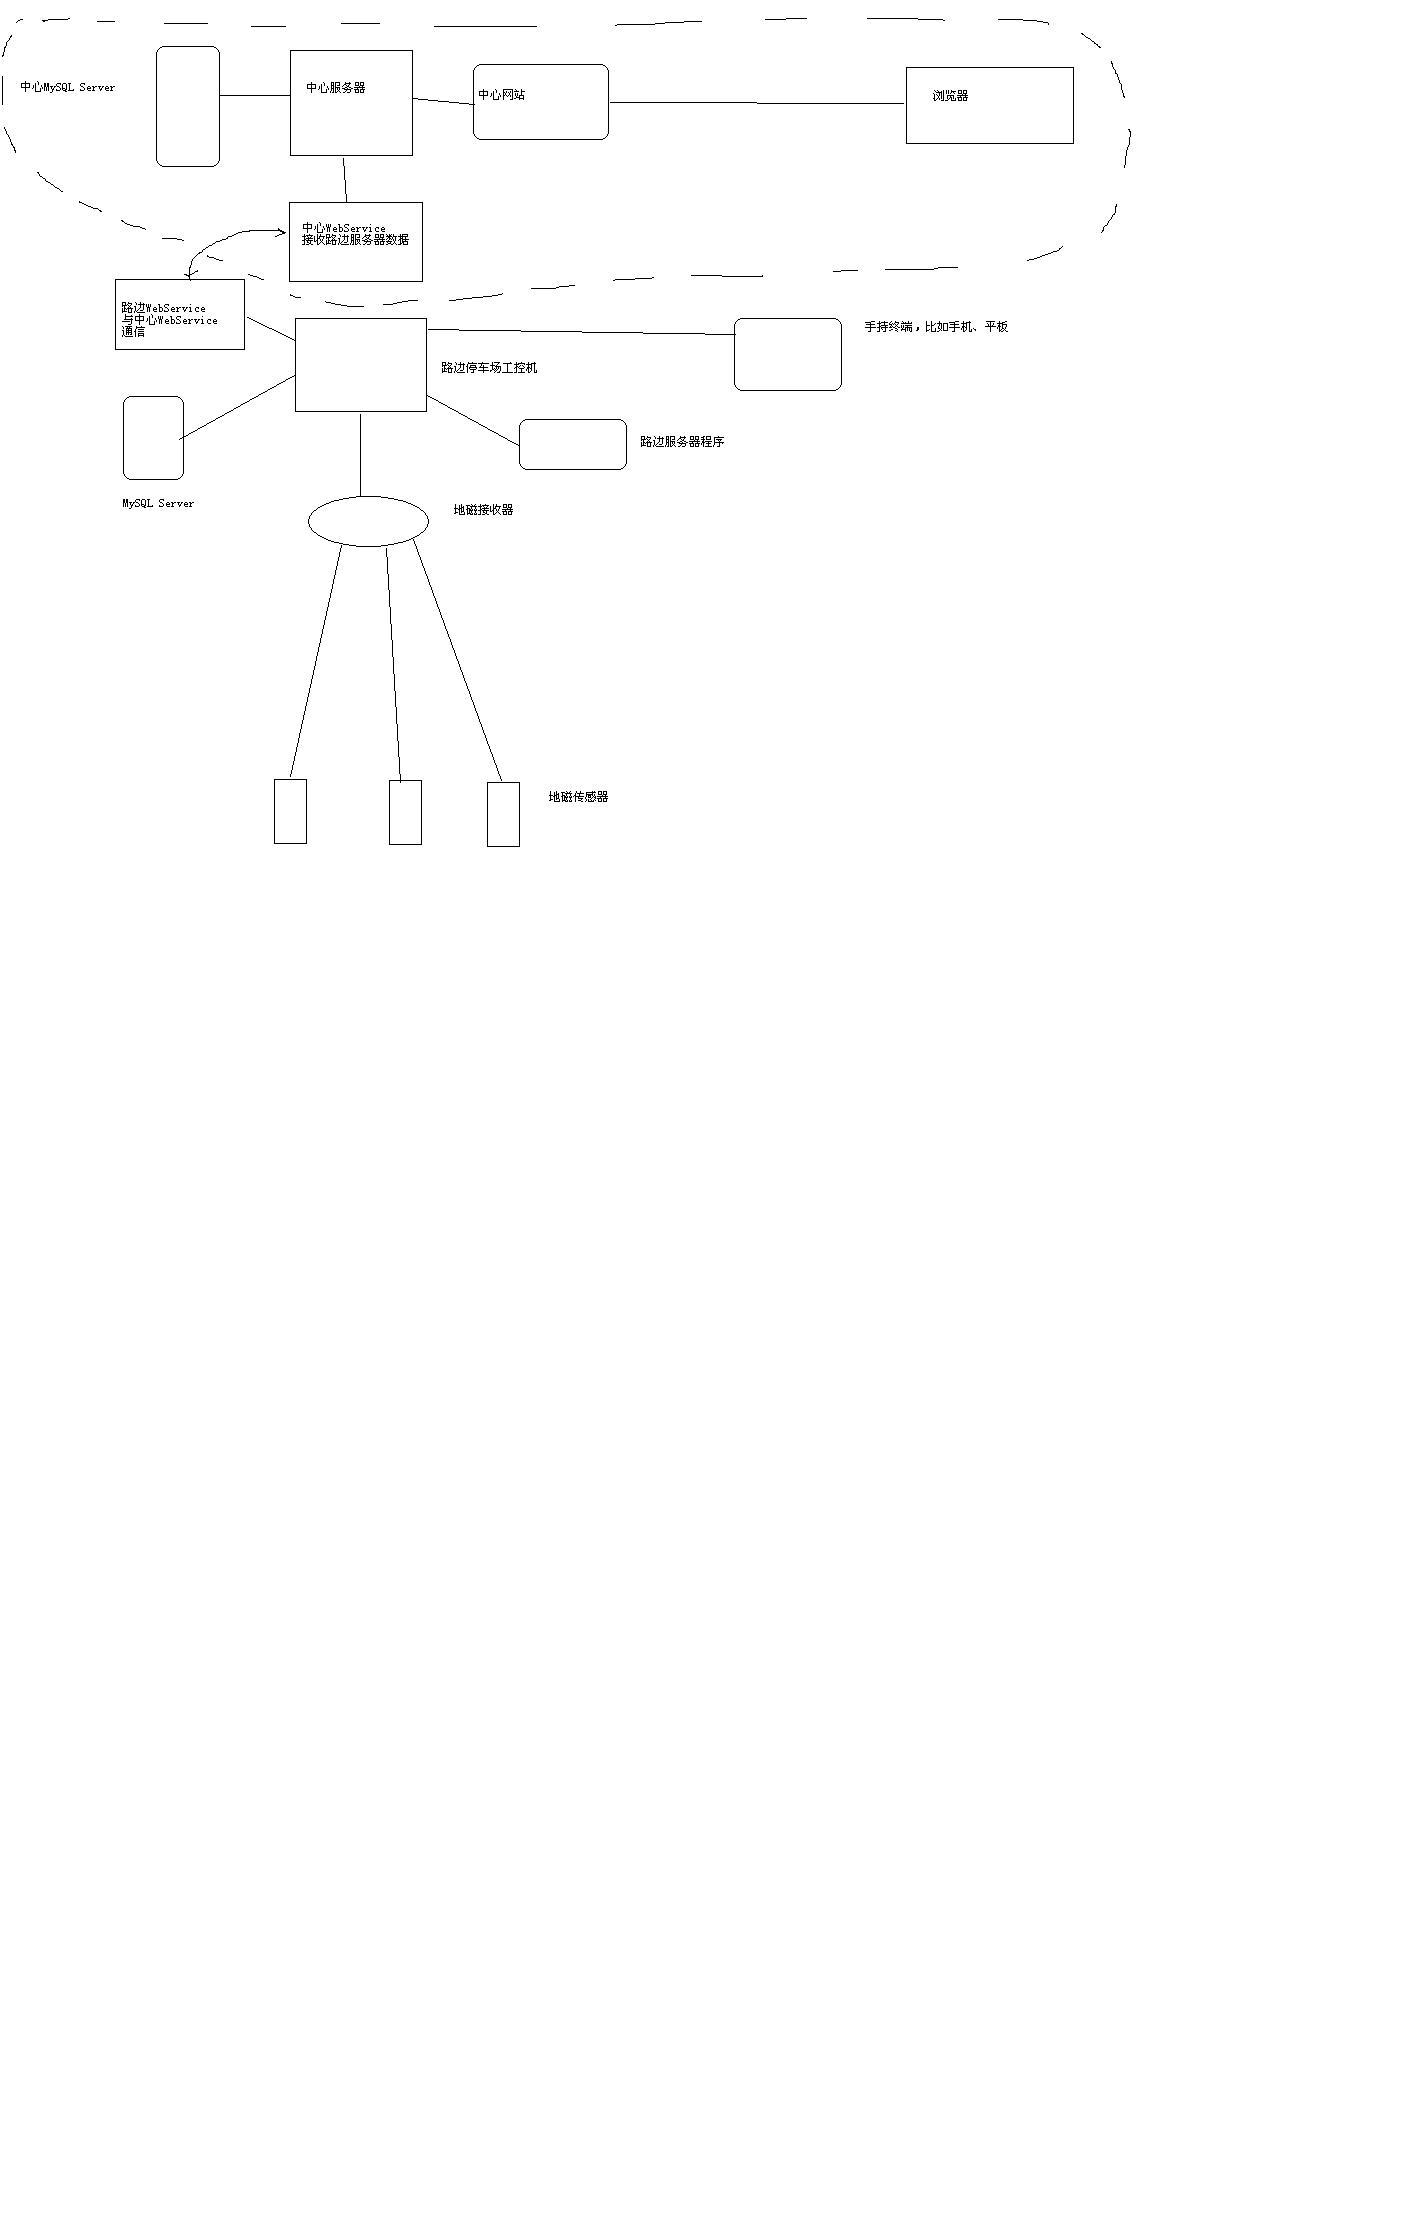 中心MySQL Server
中心服务器
中心网站
浏览器
中心WebService
接收路边服务器数据
路边WebService
与中心WebService
通信
手持终端，比如手机、平板
路边停车场工控机
路边服务器程序
MySQL Server
地磁接收器
地磁传感器